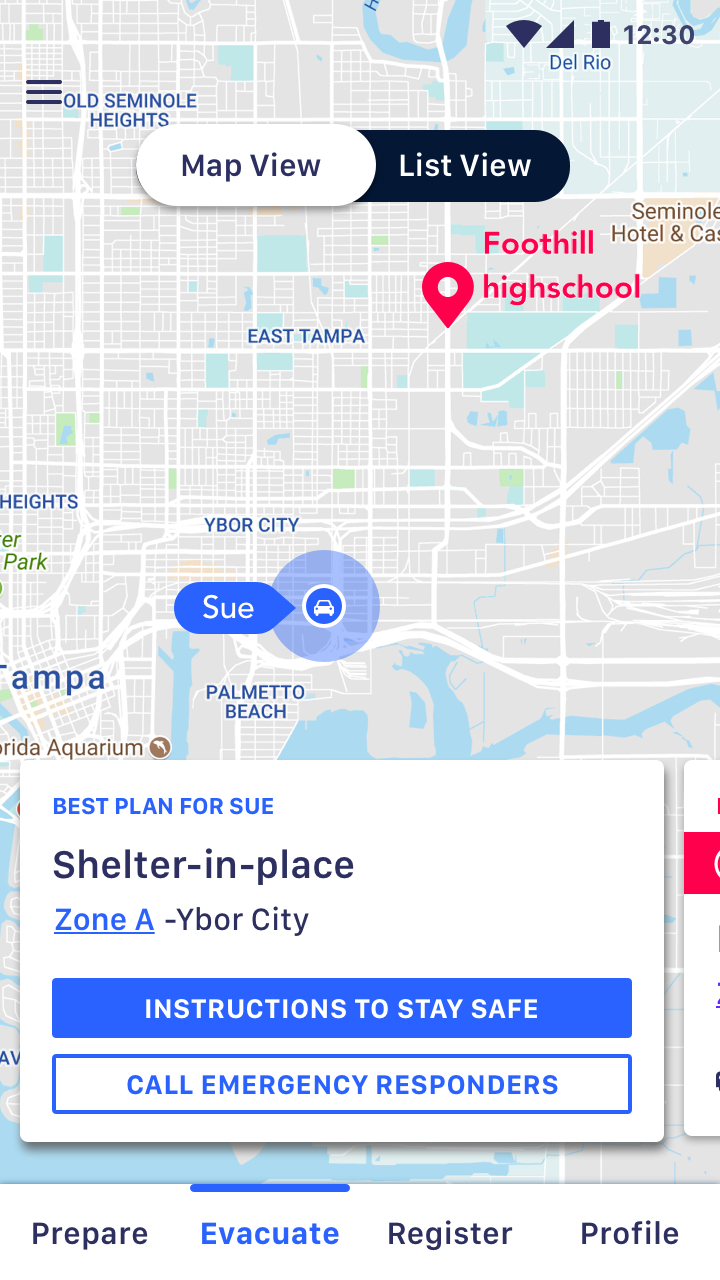 12:30
Del Rio
OLD SEMINOLE
HEIGHTS
Map View
List View
Seminole
Hotel & Cas
Foothill
highschool
EAST TAMPA
HEIGHTS
YBOR CITY
er
Park
Sue
Tampa
PALMETTO
BEACH
orida Aquarium
BEST PLAN FOR SUE
Shelter-in-place
Zone A -Ybor City
INSTRUCTIONS TO STAY SAFE
AV
CALL EMERGENCY RESPONDERS
Prepare
Evacuate
Register
Profile